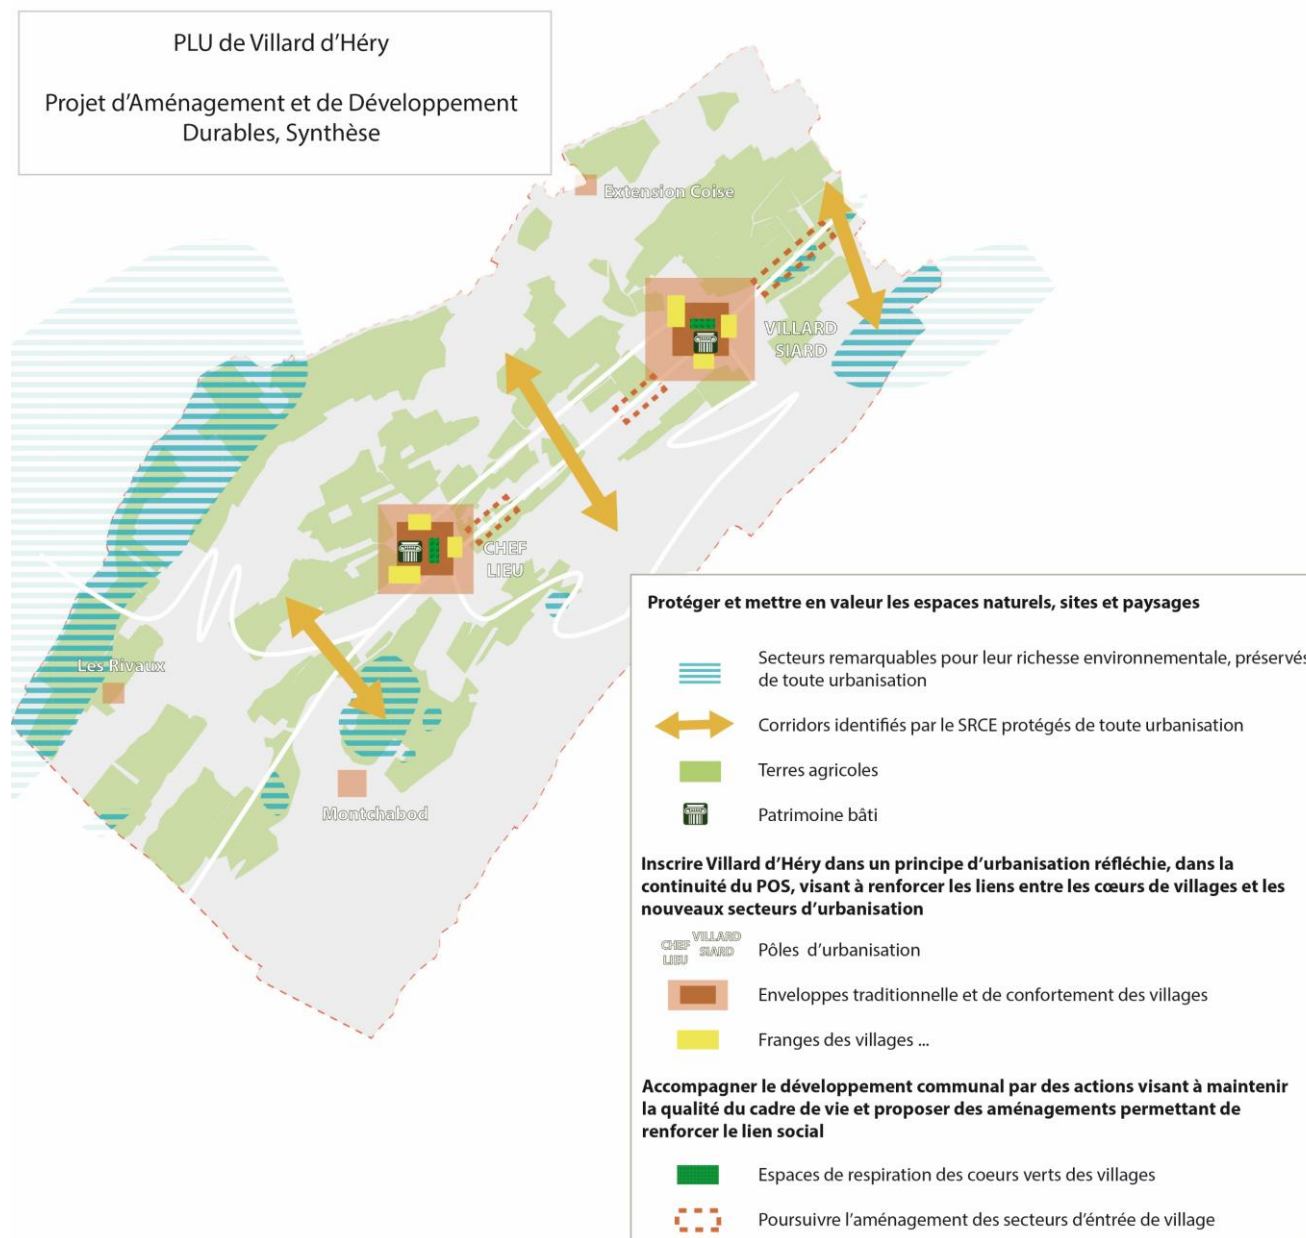 PLU de Villard d'Héry
Projet d'Aménagement et de Développement
Durables, Synthèse
Extension Coise
VILLARD
SIARD
CHEF
LIEU
Les Rivaux
Montchabod
Protéger et mettre en valeur les espaces naturels, sites et paysages
Secteurs remarquables pour leur richesse environnementale, préservés
de toute urbanisation
Corridors identifiés par le SRCE protégés de toute urbanisation
Terres agricoles
Patrimoine bâti
Inscrire Villard d'Héry dans un principe d'urbanisation réfléchie, dans la
continuité du POS, visant à renforcer les liens entre les cœurs de villages et les
nouveaux secteurs d'urbanisation
CHEF
LIEU
VILLARD
SIARD
Pôles d'urbanisation
Enveloppes traditionnelle et de confortement des villages
Franges des villages ...
Accompagner le développement communal par des actions visant à maintenir
la qualité du cadre de vie et proposer des aménagements permettant de
renforcer le lien social
Espaces de respiration des coeurs verts des villages
Poursuivre l'aménagement des secteurs d'éntrée de village